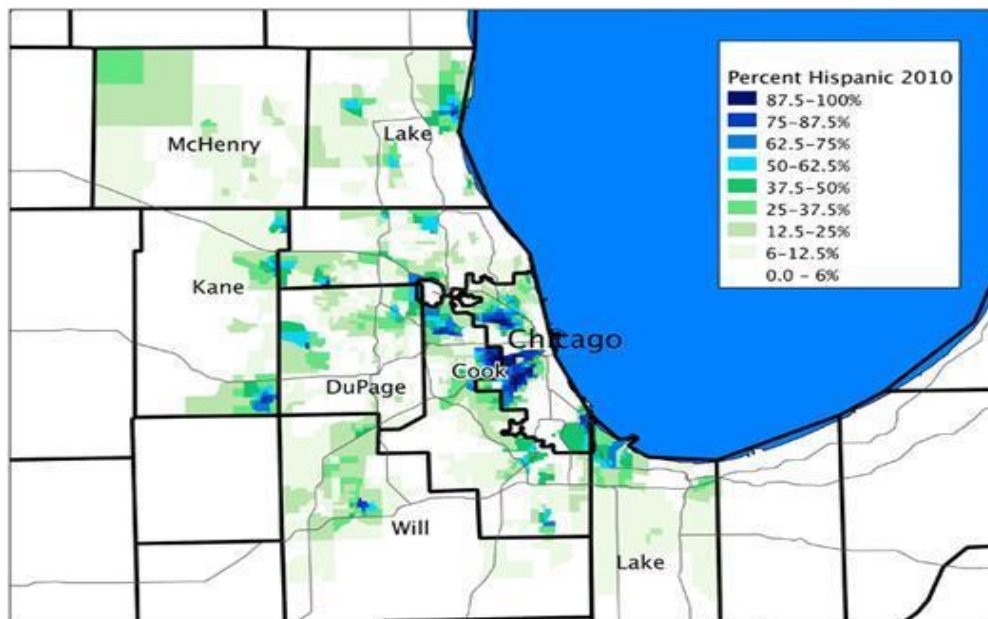 Percent Hispanic 2010
87.5-100%
75-87.5%
62.5-75%
50-62.5%
37.5-50%
25-37.5%
12.5-25%
6-12.5%
0.0 - 6%
McHenry
Lake
Kane
Chicago
Cook
DuPage
Will
Lake